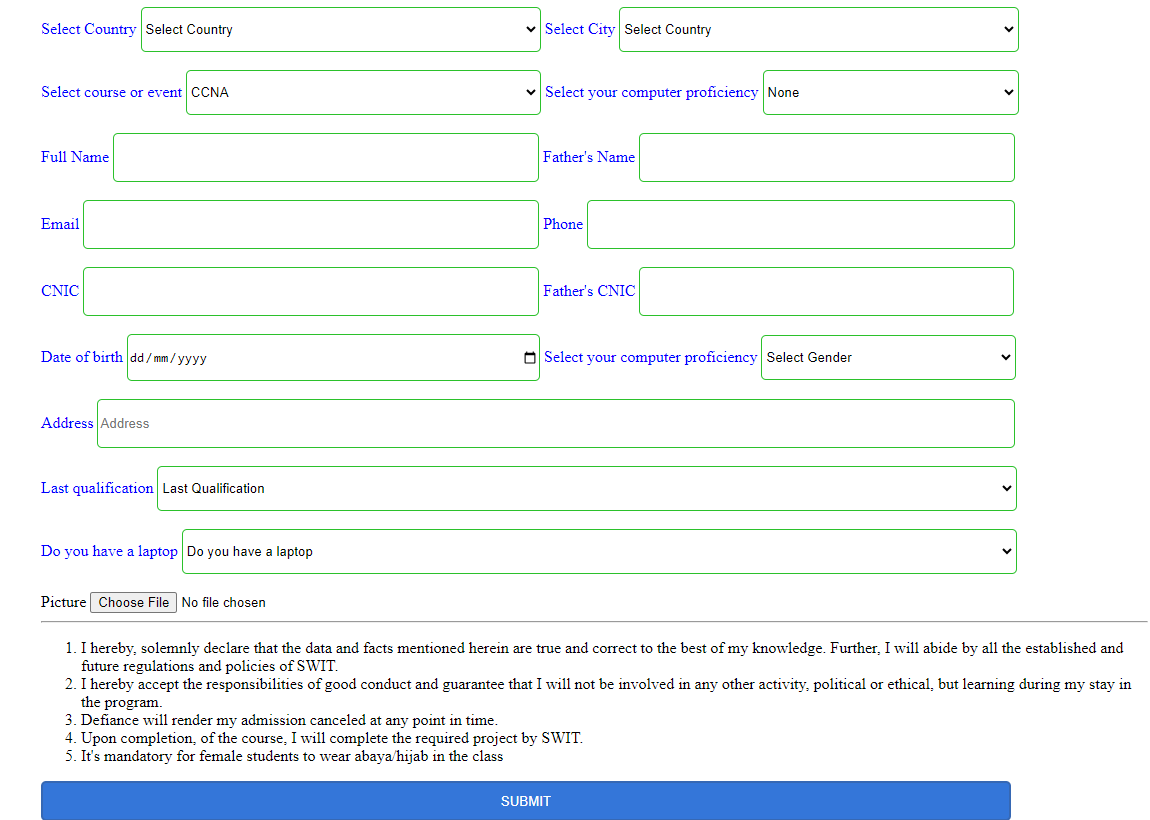 Select Country Select Country Select City Select Country
Select course or event CCNA Select your computer proficiency None
Full Name Father's Name
Email Phone
CNIC Father's CNIC
Date of birth dd/mm/yyyy Select your computer proficiency Select Gender
Address Address
Last qualification Last Qualification
Do you have a laptop Do you have a laptop
Picture Choose File No file chosen
1. I hereby, solemnly declare that the data and facts mentioned herein are true and correct to the best of my knowledge. Further, I will abide by all the established and
future regulations and policies of SWIT.
2. I hereby accept the responsibilities of good conduct and guarantee that I will not be involved in any other activity, political or ethical, but learning during my stay in
the program.
3. Defiance will render my admission canceled at any point in time.
4. Upon completion, of the course, I will complete the required project by SWIT.
5. It's mandatory for female students to wear abaya/hijab in the class
SUBMIT